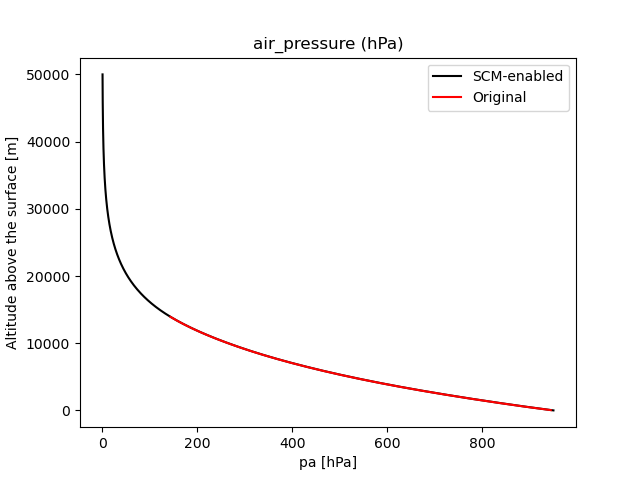 air_pressure (hPa)
SCM-enabled
Original
Altitude above the surface [m]
50000
40000
30000
20000
10000
0
0 200 400 600 800
pa [hPa]